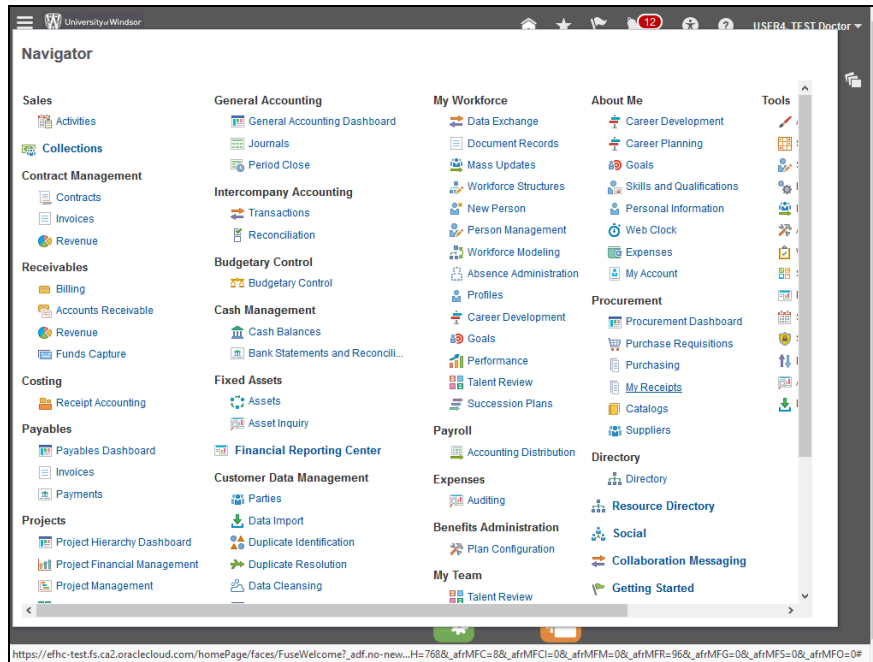 University of Windsor
12
USER4, TEST Doctor
Navigator
Sales
Activities
Collections
Contract Management
Contracts
Invoices
Revenue
Receivables
Billing
Accounts Receivable
Revenue
Funds Capture
Costing
Receipt Accounting
Payables
Payables Dashboard
Invoices
Payments
Projects
Project Hierarchy Dashboard
Project Financial Management
Project Management
General Accounting
General Accounting Dashboard
Journals
Period Close
Intercompany Accounting
Transactions
Reconciliation
Budgetary Control
Budgetary Control
Cash Management
Cash Balances
Bank Statements and Reconcili...
Fixed Assets
Assets
Asset Inquiry
Financial Reporting Center
Customer Data Management
Parties
Data Import
Duplicate Identification
Duplicate Resolution
Data Cleansing
My Workforce
Data Exchange
Document Records
Mass Updates
Workforce Structures
New Person
Person Management
Workforce Modeling
Absence Administration
Profiles
Career Development
Goals
Performance
Talent Review
Succession Plans
Payroll
Accounting Distribution
Expenses
Auditing
Benefits Administration
Plan Configuration
My Team
Talent Review
About Me
Career Development
Career Planning
Goals
Skills and Qualifications
Personal Information
Web Clock
Expenses
My Account
Procurement
Procurement Dashboard
Purchase Requisitions
Purchasing
My Receipts
Catalogs
Suppliers
Directory
Directory
Resource Directory
Social
Collaboration Messaging
Getting Started
Tools
https://efhc-test.fs.ca2.oraclecloud.com/homePage/faces/FuseWelcome?_adf.no-new...H=768&_afrMFC=8&_afrMFCI=0&_afrMFM=0&_afrMFR=96&_afrMFG=0&_afrMFS=0&_afrMFO=0#